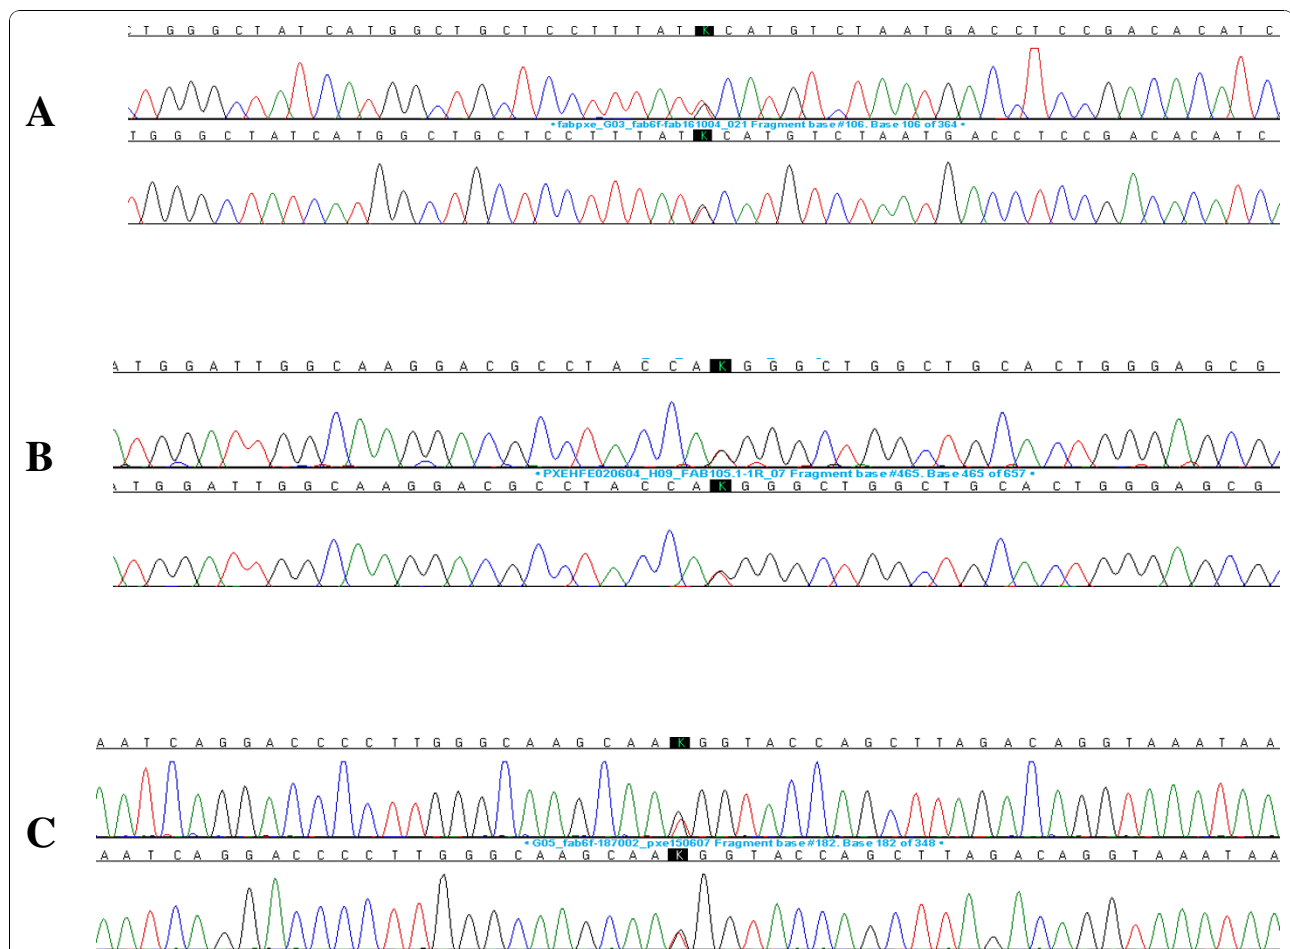 C T G G G C T A T C A T G G C T G C T C C T T T A T K C A T G T C T A A T G A C C T C C G A C A C A T C
A
• fabpxe_G03_fab6f-fab161004_021 Fragment base #106. Base 106 of 364 •
T G G G C T A T C A T G G C T G C T C C T T T A T K C A T G T C T A A T G A C C T C C G A C A C A T C
A T G G A T T G G C A A G G A C G C C T A C C A K G G G C T G G C T G C A C T G G G A G C G
B
• PXEHFE020604_H09_FAB105.1-1R_07 Fragment base #465. Base 465 of 657 •
A T G G A T T G G C A A G G A C G C C T A C C A K G G G C T G G C T G C A C T G G G A G C G
A A T C A G G A C C C C T T G G G C A A G C A A K G G T A C C A G C T T A G A C A G G T A A A T A A
C
• G05_fab6f-187002_pxe150607 Fragment base #182. Base 182 of 348 •
A A T C A G G A C C C C T T G G G C A A G C A A K G G T A C C A G C T T A G A C A G G T A A A T A A